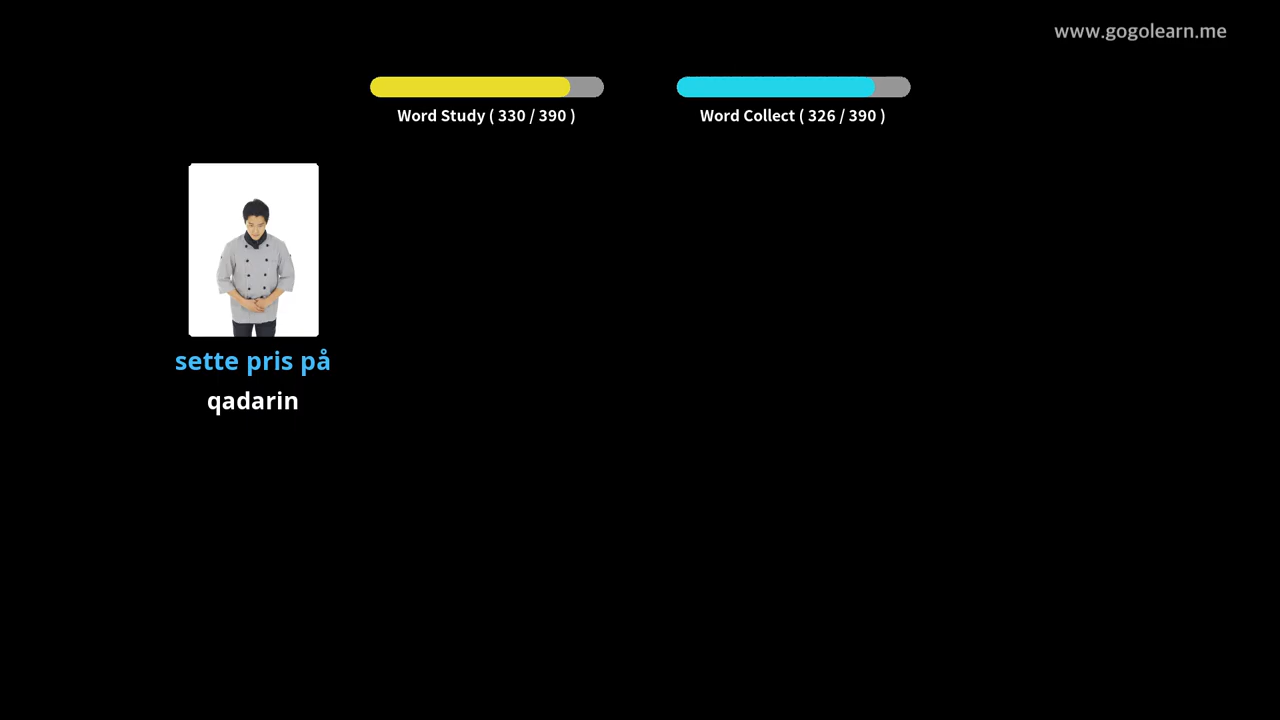 www.gogolearn.me
Word Study ( 330 / 390 )
Word Collect ( 326 / 390 )
sette pris på
qadarin